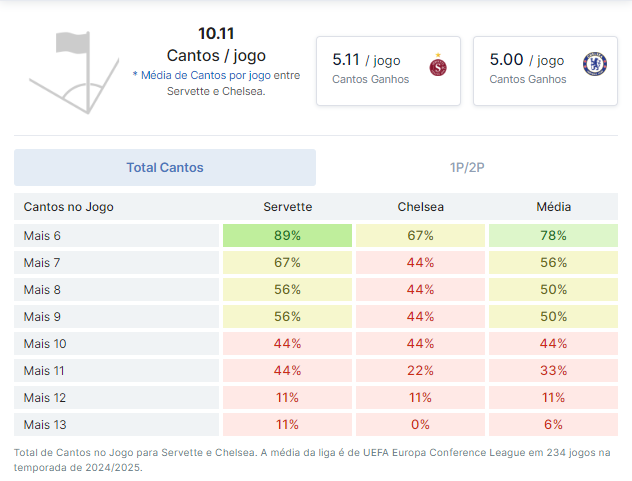 10.11
Cantos / jogo
* Média de Cantos por jogo entre
Servette e Chelsea.
5.11 / jogo
Cantos Ganhos
5.00 / jogo
Cantos Ganhos
Total Cantos
1P/2P
Cantos no Jogo Servette Chelsea Média
Mais 6 89% 67% 78%
Mais 7 67% 44% 56%
Mais 8 56% 44% 50%
Mais 9 56% 44% 50%
Mais 10 44% 44% 44%
Mais 11 44% 22% 33%
Mais 12 11% 11% 11%
Mais 13 11% 0% 6%
Total de Cantos no Jogo para Servette e Chelsea. A média da liga é de UEFA Europa Conference League em 234 jogos na
temporada de 2024/2025.